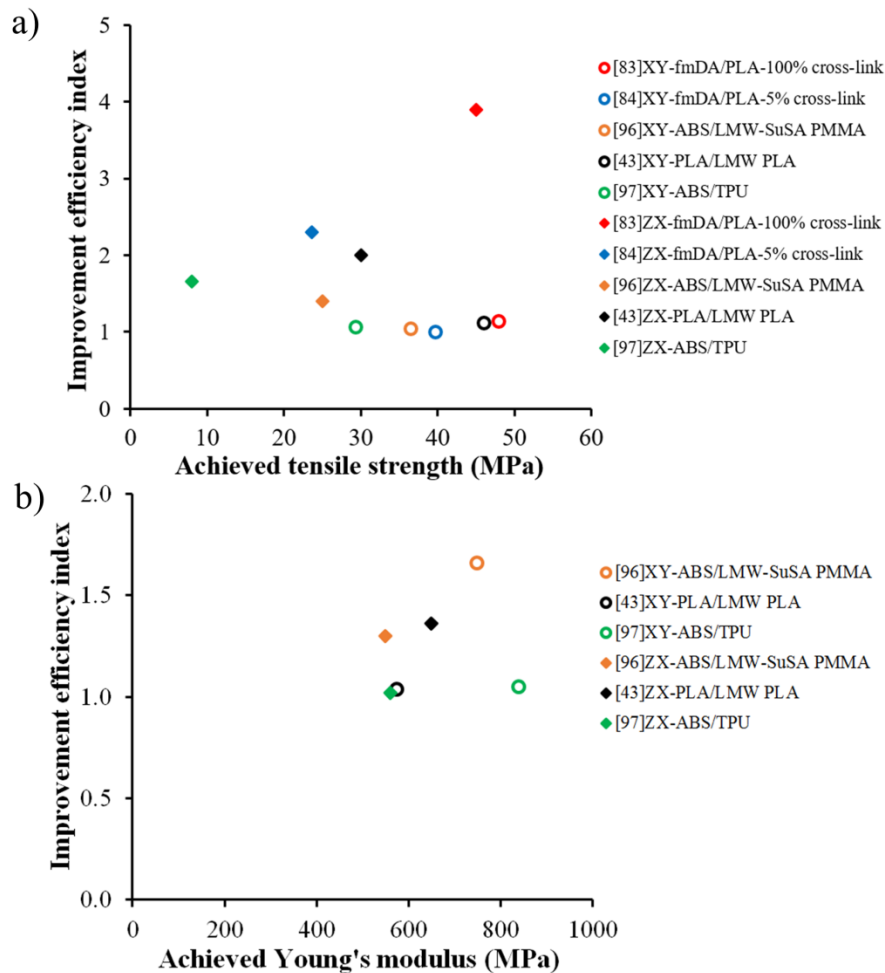 a)
Improvement efficiency index
5
4
3
2
1
0
0 10 20 30 40 50 60
Achieved tensile strength (MPa)
[83]XY-fmDA/PLA-100% cross-link
[84]XY-fmDA/PLA-5% cross-link
[96]XY-ABS/LMW-SuSA PMMA
[43]XY-PLA/LMW PLA
[97]XY-ABS/TPU
[83]ZX-fmDA/PLA-100% cross-link
[84]ZX-fmDA/PLA-5% cross-link
[96]ZX-ABS/LMW-SuSA PMMA
[43]ZX-PLA/LMW PLA
[97]ZX-ABS/TPU
b)
Improvement efficiency index
2.0
1.5
1.0
0.5
0.0
0 200 400 600 800 1000
Achieved Young's modulus (MPa)
[96]XY-ABS/LMW-SuSA PMMA
[43]XY-PLA/LMW PLA
[97]XY-ABS/TPU
[96]ZX-ABS/LMW-SuSA PMMA
[43]ZX-PLA/LMW PLA
[97]ZX-ABS/TPU